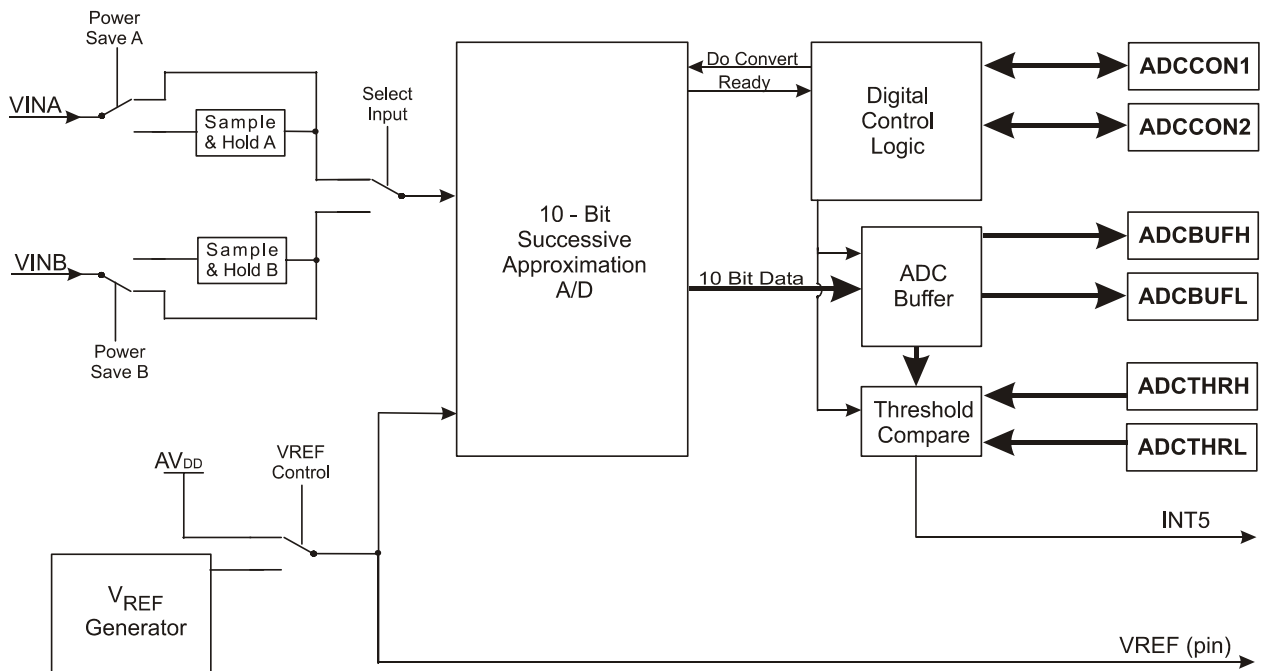 Power
Save A
VINA
Sample
& Hold A
Select
Input
VINB
Sample
& Hold B
Power
Save B
10 - Bit
Successive
Approximation
A/D
Do Convert
Ready
Digital
Control
Logic
ADCCON1
ADCCON2
10 Bit Data
ADC
Buffer
ADCBUFH
ADCBUFL
Threshold
Compare
ADCTHRH
ADCTHRL
INT5
AVDD
VREF
Control
VREF
Generator
VREF (pin)